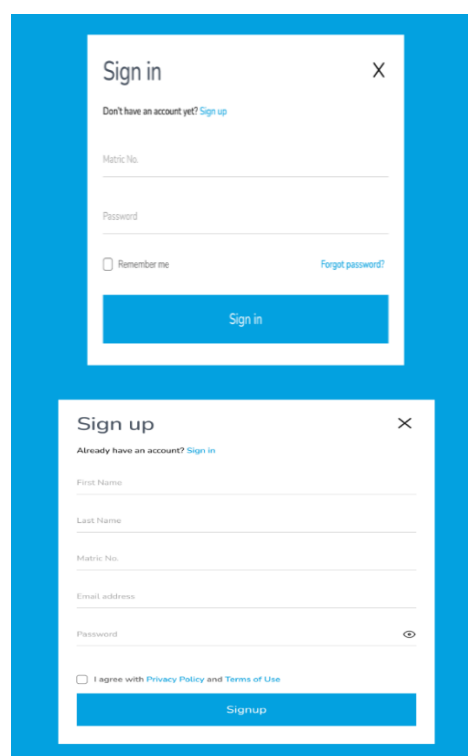 Sign in X
Don't have an account yet? Sign up
Matric No.
Password
Remember me Forgot password?
Sign in
Sign up
Already have an account? Sign in
First Name
Last Name
Matric No.
Email address
Password
I agree with Privacy Policy and Terms of Use
Signup